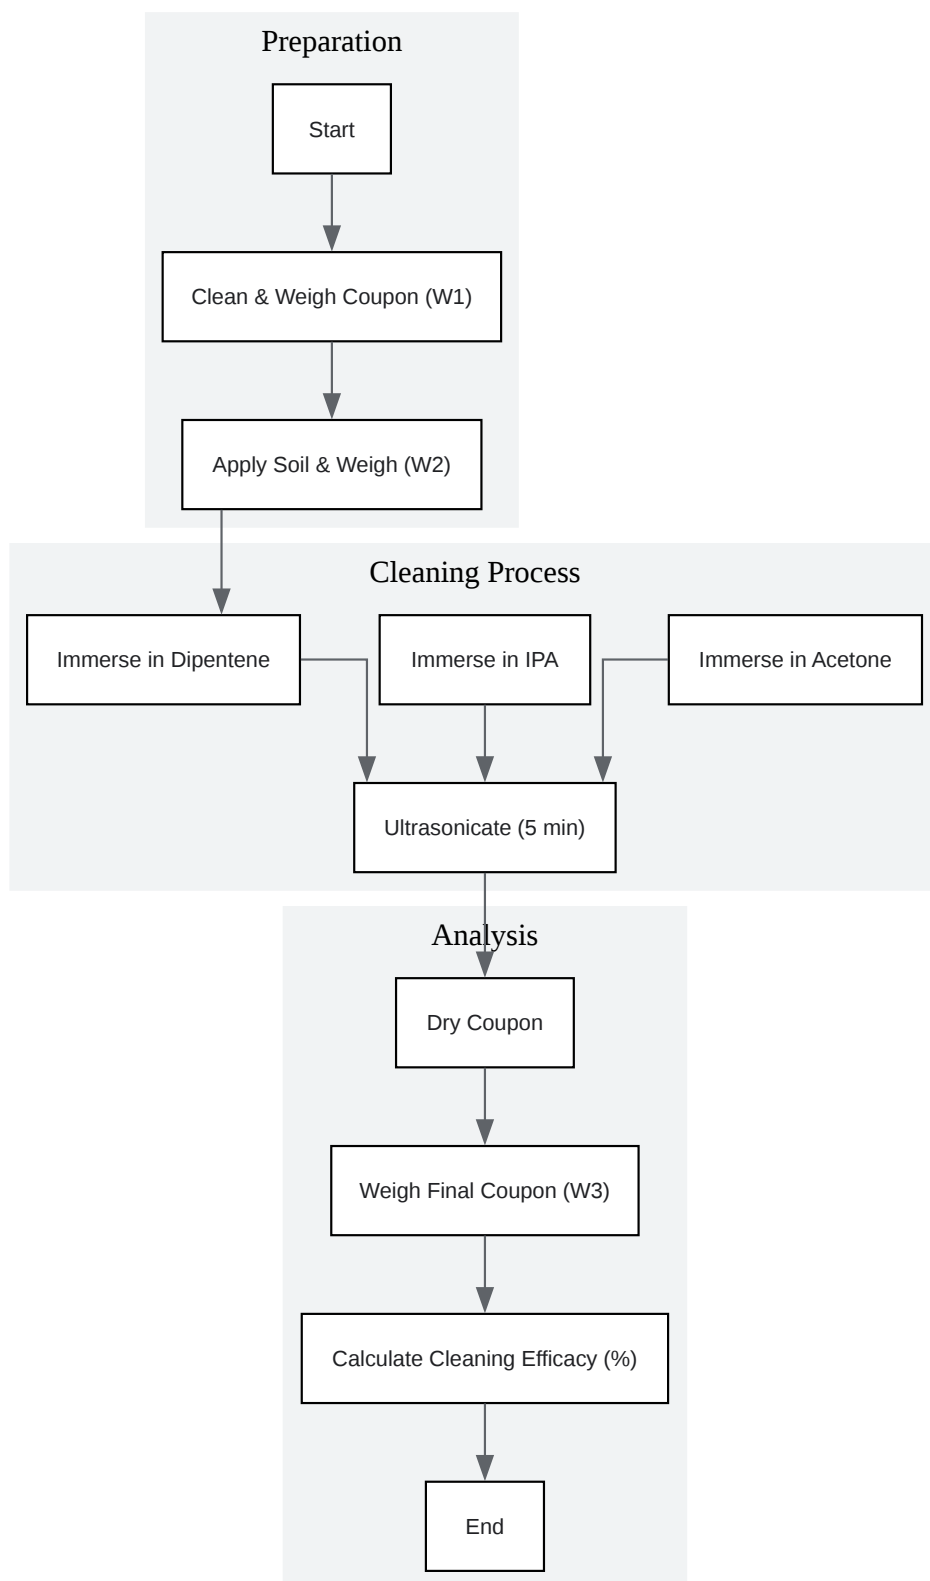 Preparation
Start
Clean & Weigh Coupon (W1)
Apply Soil & Weigh (W2)
Cleaning Process
Immerse in Dipentene
Immerse in IPA
Immerse in Acetone
Ultrasonicate (5 min)
Analysis
Dry Coupon
Weigh Final Coupon (W3)
Calculate Cleaning Efficacy (%)
End